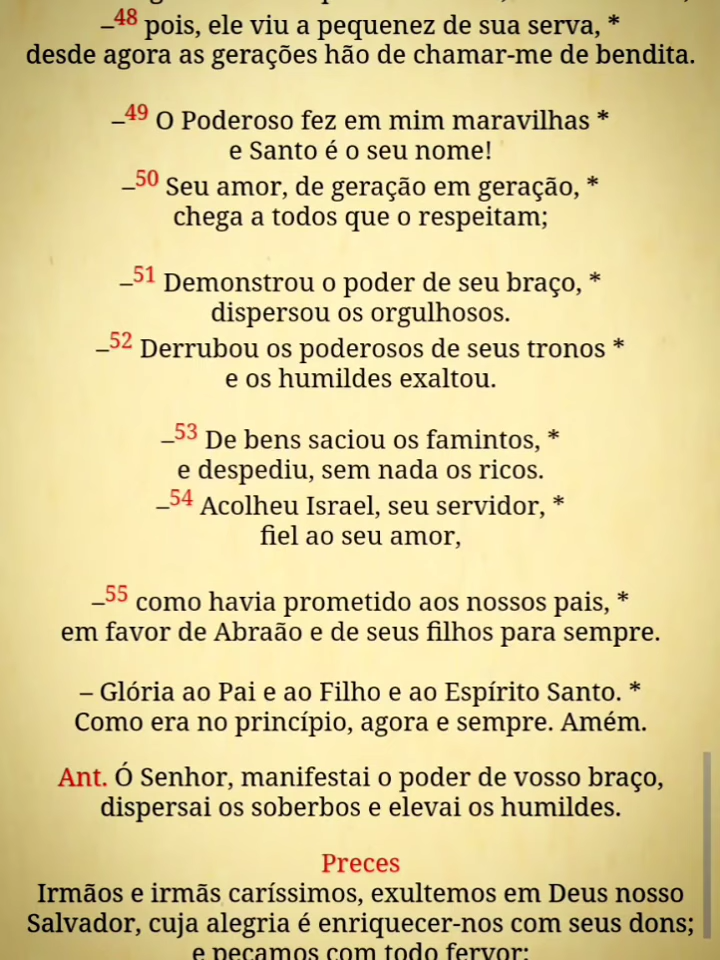 –48 pois, ele viu a pequenez de sua serva, *
desde agora as gerações hão de chamar-me de bendita.
–49 O Poderoso fez em mim maravilhas *
e Santo é o seu nome!
–50 Seu amor, de geração em geração, *
chega a todos que o respeitam;
–51 Demonstrou o poder de seu braço, *
dispersou os orgulhosos.
–52 Derrubou os poderosos de seus tronos *
e os humildes exaltou.
–53 De bens saciou os famintos, *
e despediu, sem nada os ricos.
–54 Acolheu Israel, seu servidor, *
fiel ao seu amor,
–55 como havia prometido aos nossos pais, *
em favor de Abraão e de seus filhos para sempre.
– Glória ao Pai e ao Filho e ao Espírito Santo. *
Como era no princípio, agora e sempre. Amém.
Ant. Ó Senhor, manifestai o poder de vosso braço,
dispersai os soberbos e elevai os humildes.
Preces
Irmãos e irmãs caríssimos, exultemos em Deus nosso
Salvador, cuja alegria é enriquecer-nos com seus dons;
e peçamos com todo fervor: